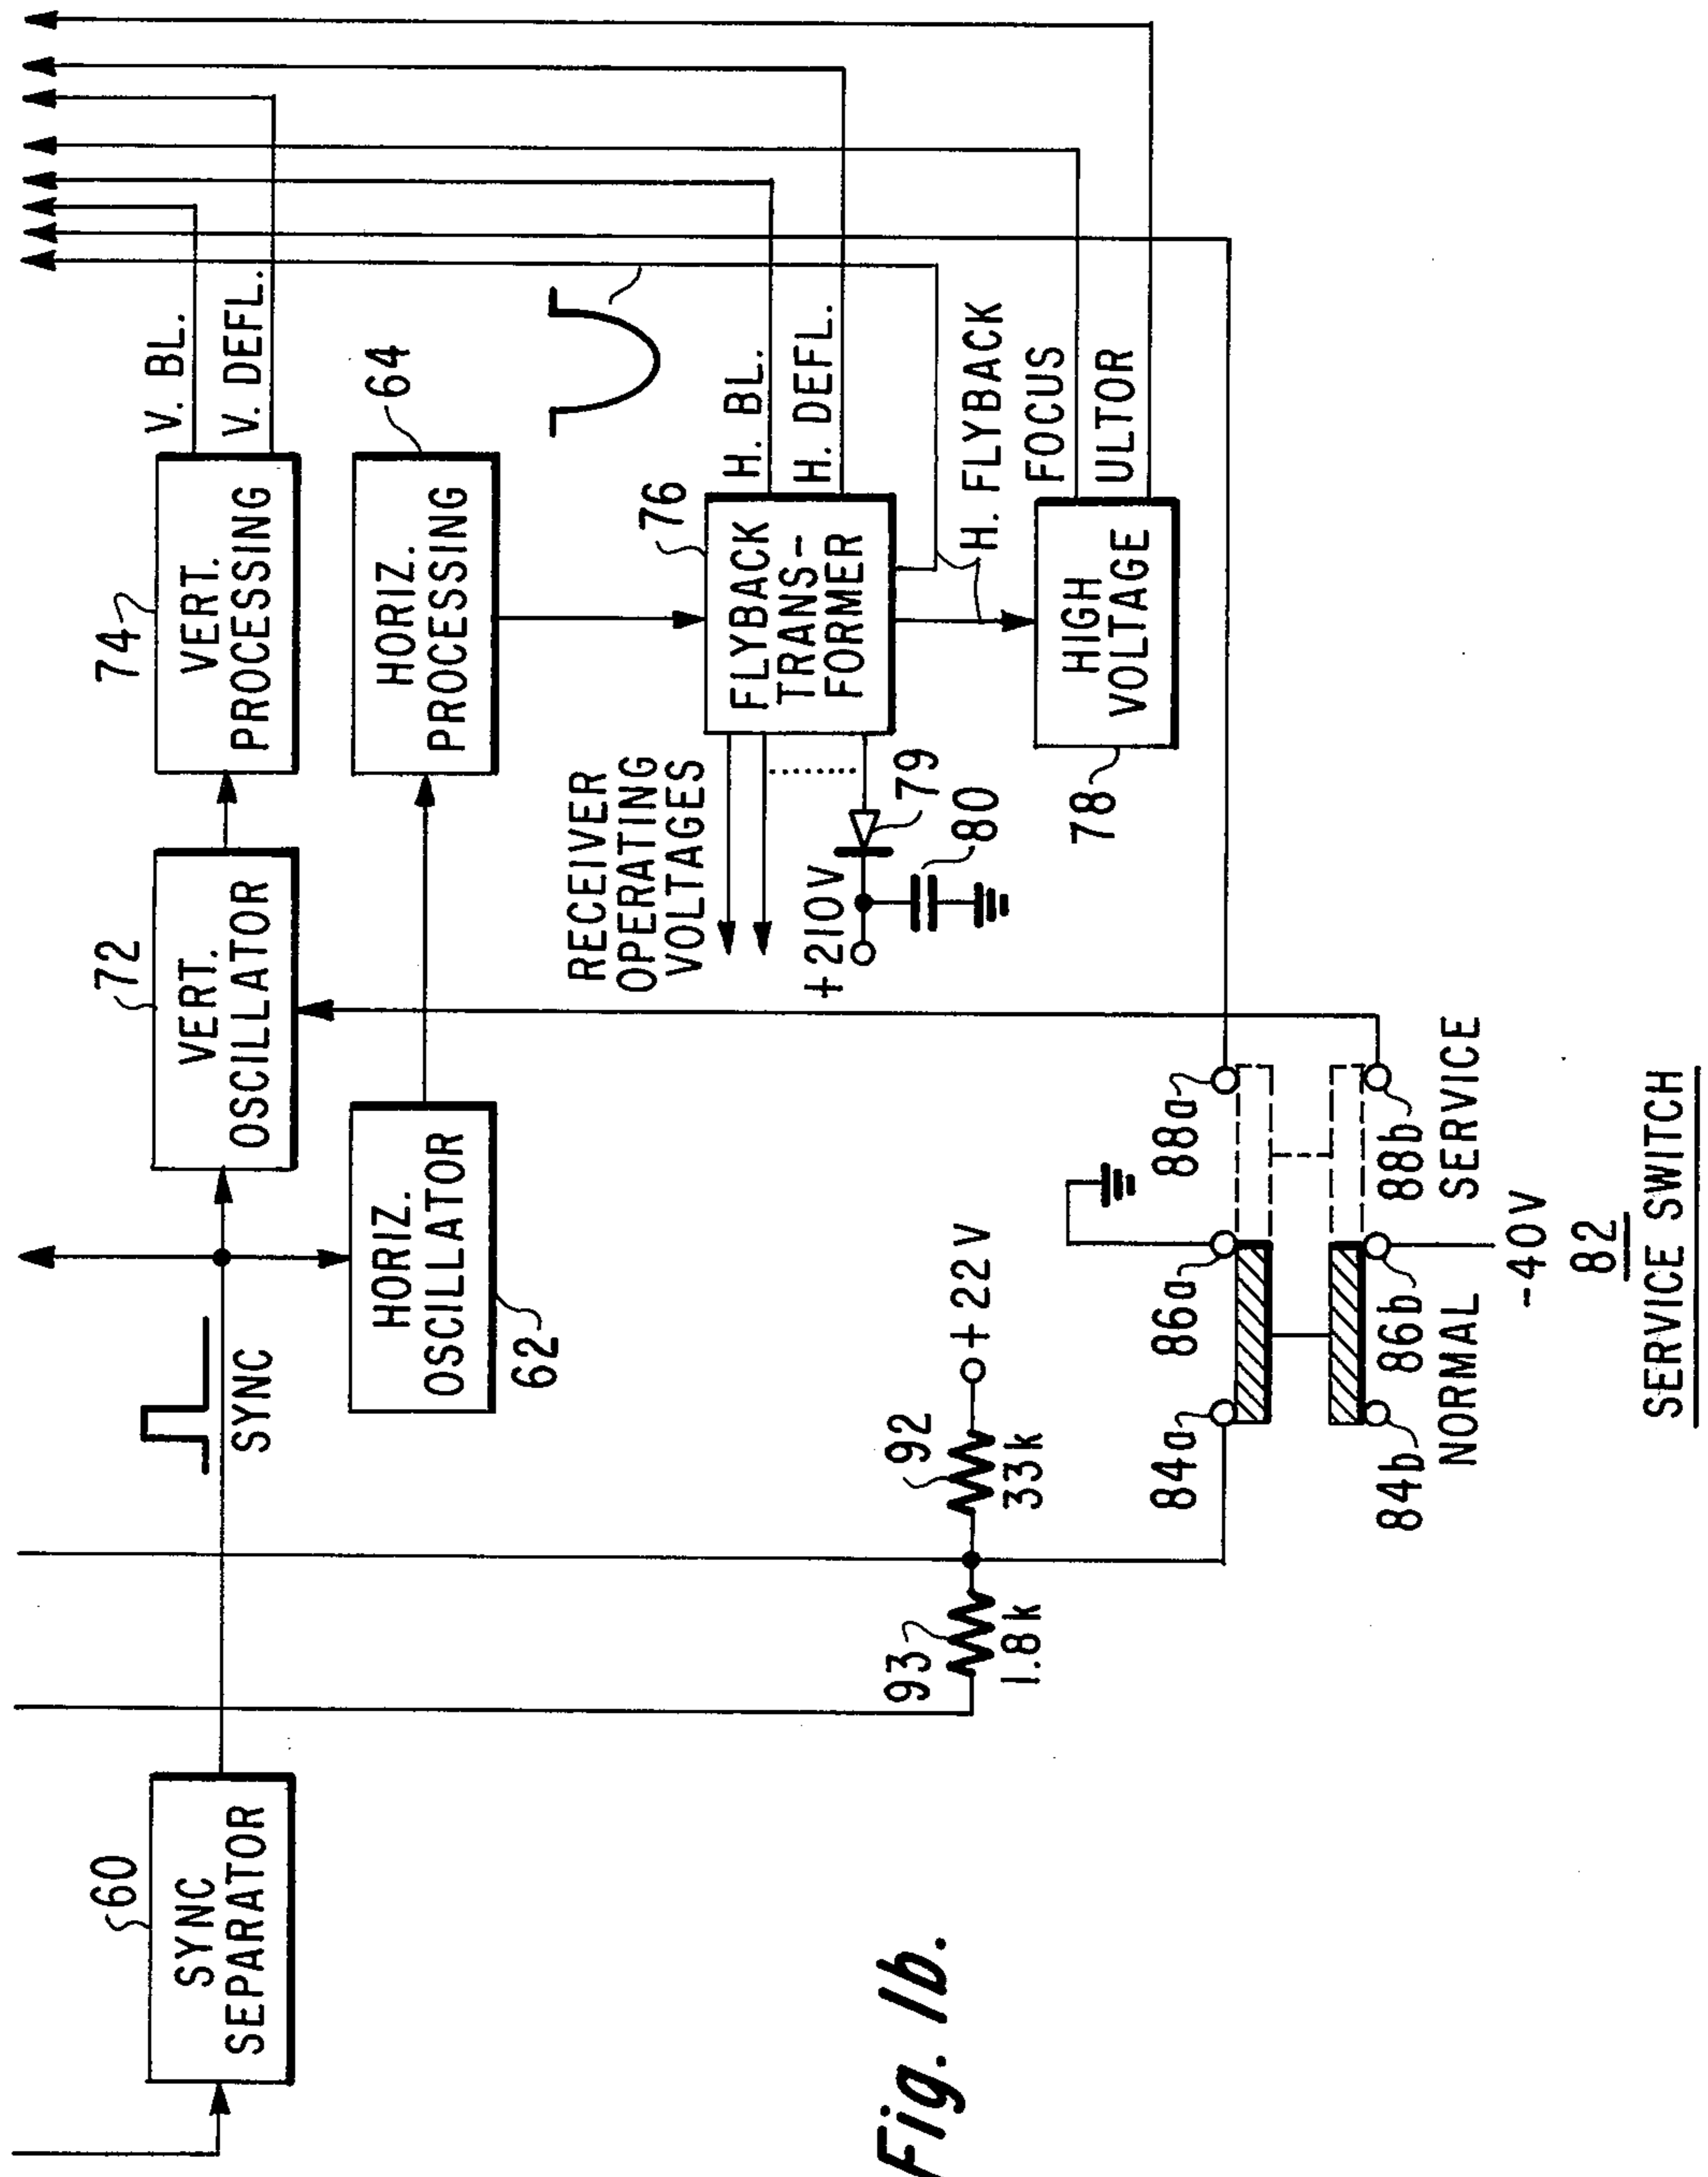 60
SYNC
SEPARATOR
SYNC
72
VERT.
OSCILLATOR
74
VERT.
PROCESSING
V. BL.
V. DEFL.
HORIZ.
OSCILLATOR
62
HORIZ.
PROCESSING
64
RECEIVER
OPERATING
VOLTAGES
76
FLYBACK
TRANS-
FORMER
H. BL.
H. DEFL.
H. FLYBACK
+210V
79
80
HIGH
VOLTAGE
78
FOCUS
ULTOR
93
1.8k
92
33k
+22V
84a
86a
88a
84b
86b
88b
NORMAL
SERVICE
-40V
82
SERVICE SWITCH
Fig. 1b.